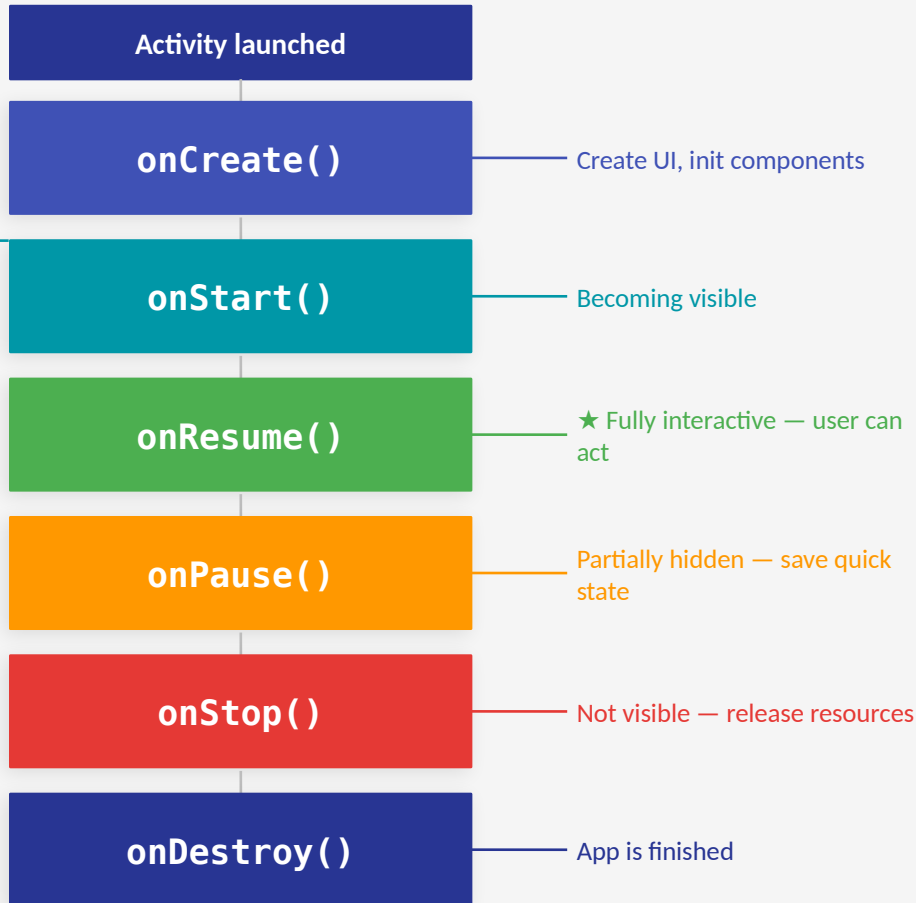 Activity launched
onCreate()
Create UI, init components
onStart()
Becoming visible
onResume()
★ Fully interactive — user can
act
onPause()
Partially hidden — save quick
state
onStop()
Not visible — release resources
onDestroy()
App is finished